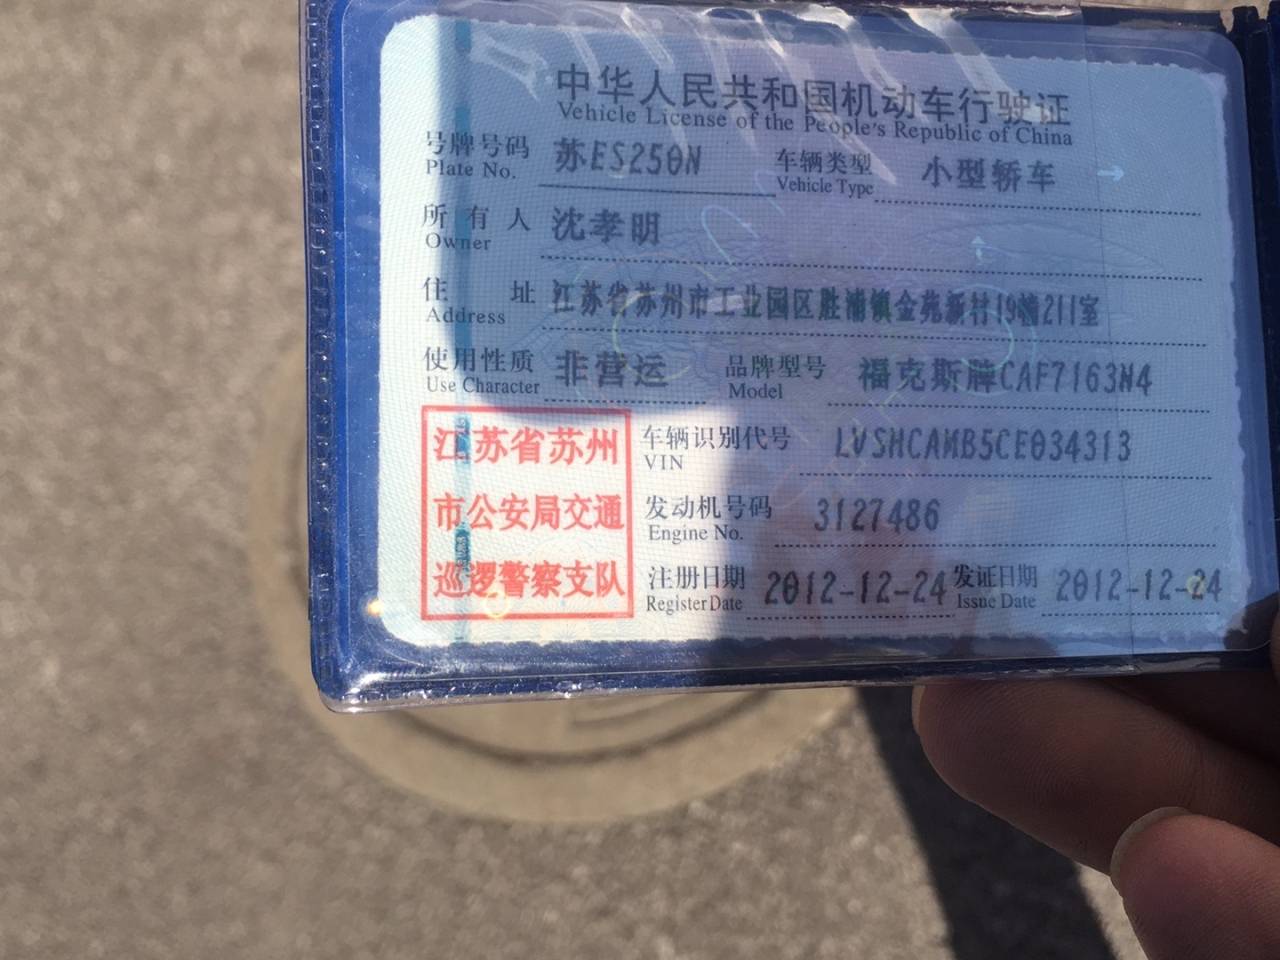 中华人民共和国机动车行驶证
Vehicle License of the People's Republic of China
号牌号码 苏ES250N 车辆类型 小型轿车
Plate No. Vehicle Type
所有人 沈孝明
Owner
住址 江苏省苏州市工业园区胜浦镇金苑新村19幢211室
Address
使用性质 非营运 品牌型号 福克斯牌CAF7163N4
Use Character Model
江苏省苏州
市公安局交通
巡逻警察支队
车辆识别代号 LVSHCAMB5CE034313
VIN
发动机号码 3127486
Engine No.
注册日期 2012-12-24 发证日期 2012-12-24
Register Date Issue Date